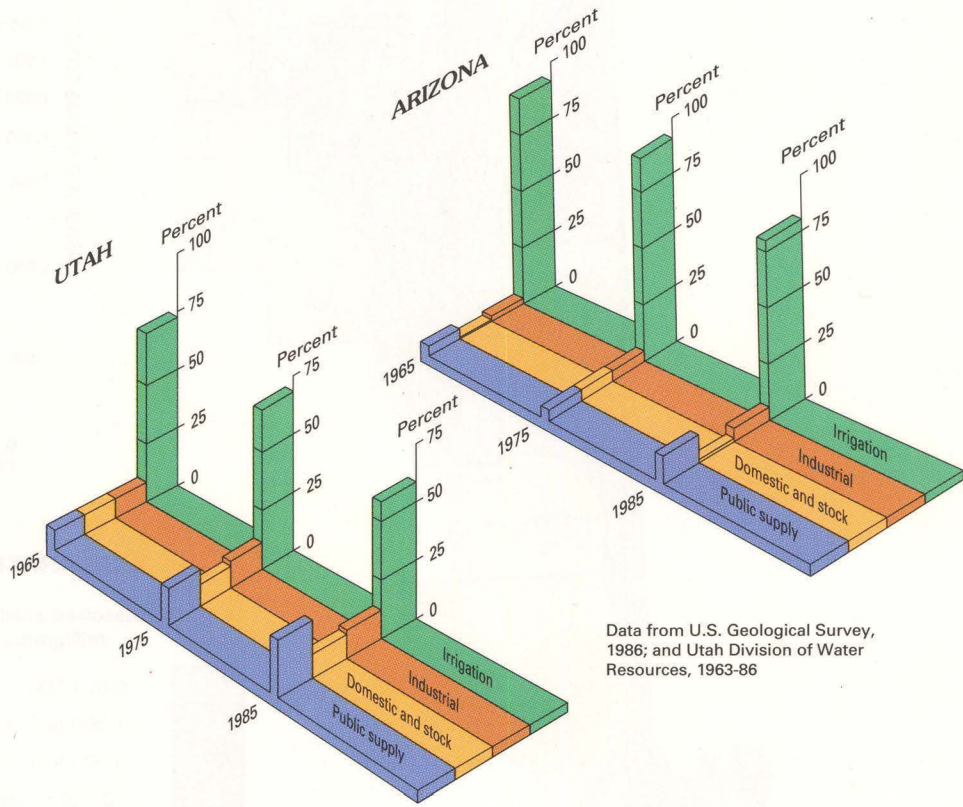 UTAH
Percent
100
75
50
25
0
Percent
75
50
25
0
Percent
75
50
25
0
1965
1975
1985
Irrigation
Industrial
Domestic and stock
Public supply
ARIZONA
Percent
100
75
50
25
0
Percent
100
75
50
25
0
Percent
100
75
50
25
0
1965
1975
1985
Irrigation
Industrial
Domestic and stock
Public supply
Data from U.S. Geological Survey,
1986; and Utah Division of Water
Resources, 1963-86